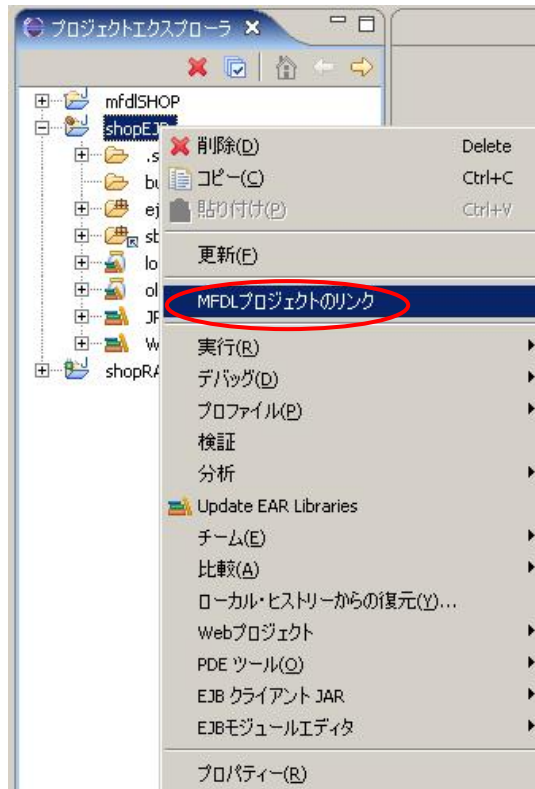 プロジェクトエクスプローラ
mfdlSHOP
shopEJB
削除(D) Delete
コピー(C) Ctrl+C
貼り付け(P) Ctrl+V
更新(F)
MFDLプロジェクトのリンク
実行(R)
デバッグ(D)
プロファイル(P)
検証
分析
Update EAR Libraries
チーム(E)
比較(A)
ローカル・ヒストリーからの復元(Y)...
Webプロジェクト
PDE ツール(O)
EJB クライアント JAR
EJBモジュールエディタ
プロパティー(R)